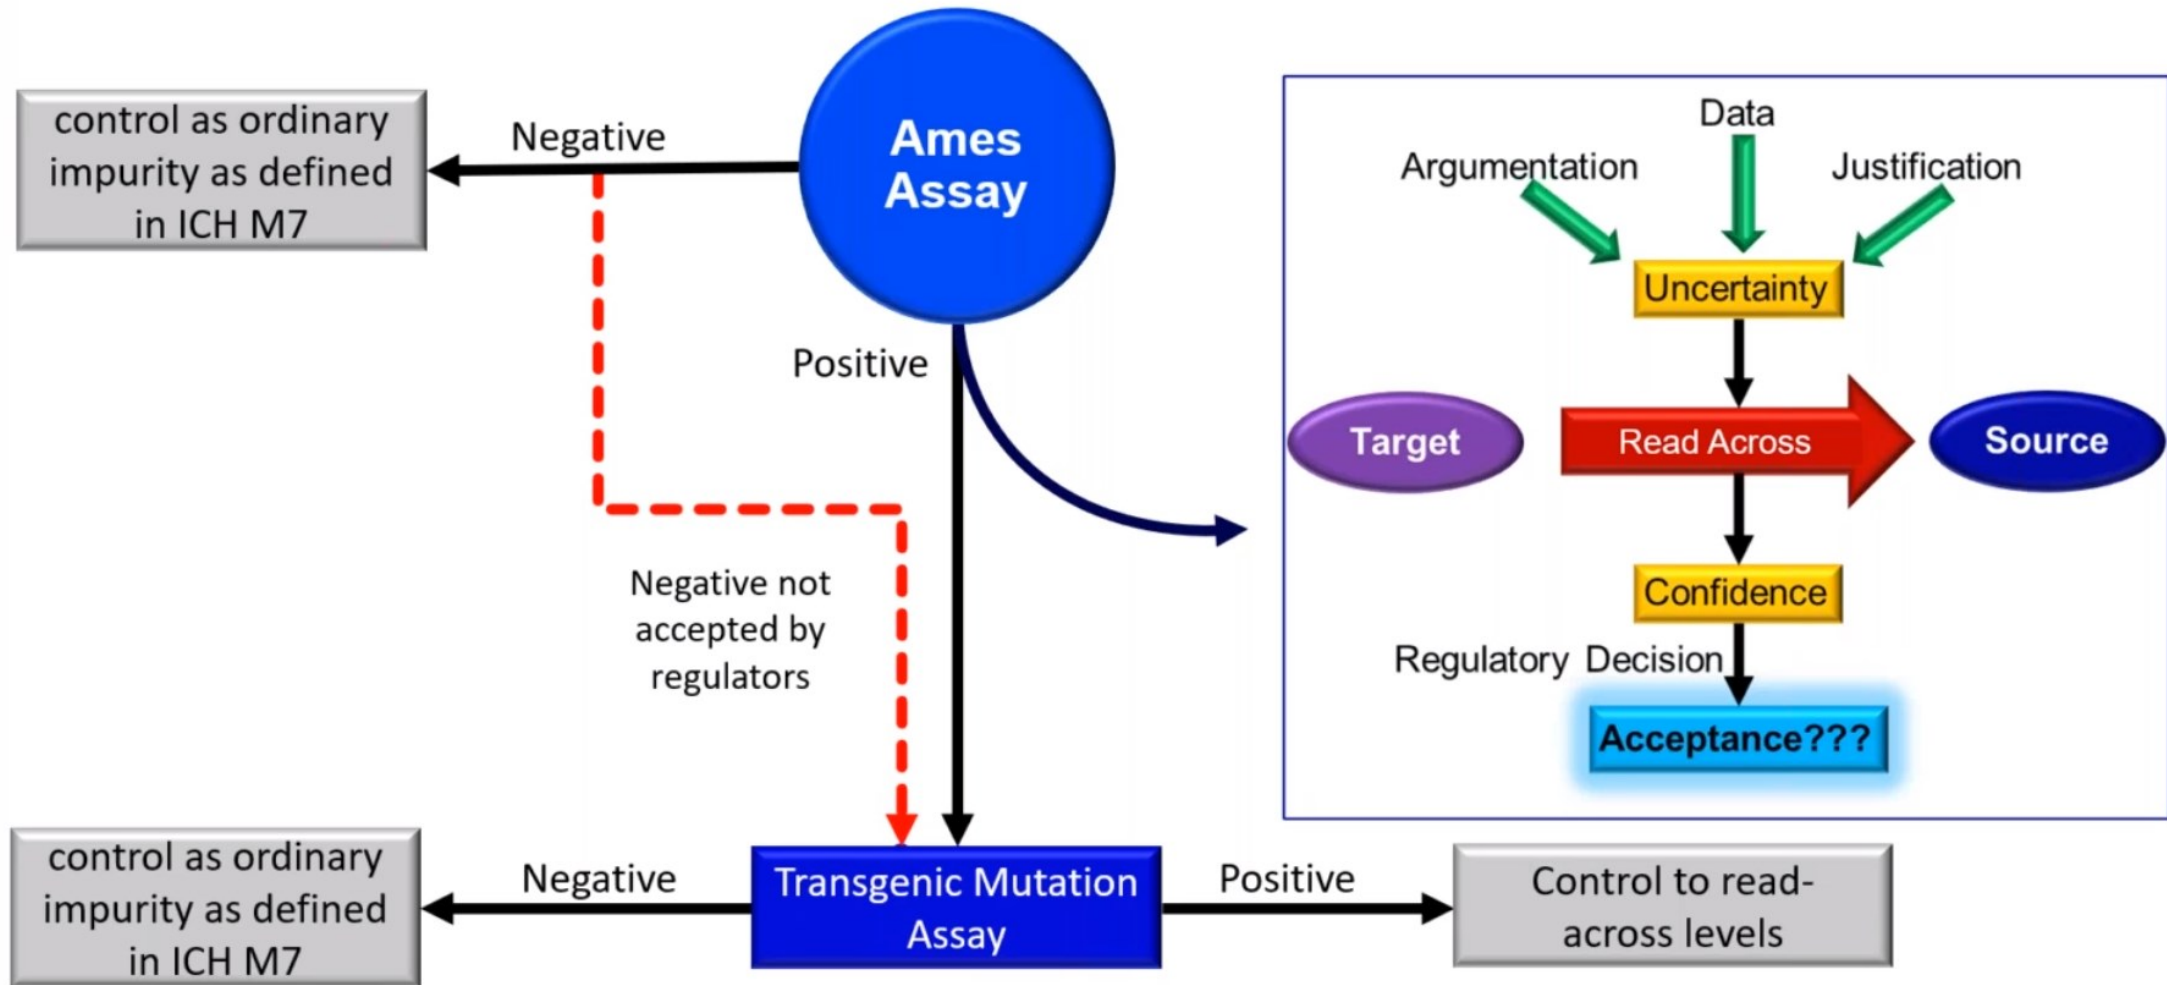 control as ordinary
impurity as defined
in ICH M7
Negative
Ames
Assay
Positive
Negative not
accepted by
regulators
control as ordinary
impurity as defined
in ICH M7
Negative
Transgenic Mutation
Assay
Positive
Control to read-
across levels
Data
Argumentation
Justification
Uncertainty
Target
Read Across
Source
Confidence
Regulatory Decision
Acceptance???